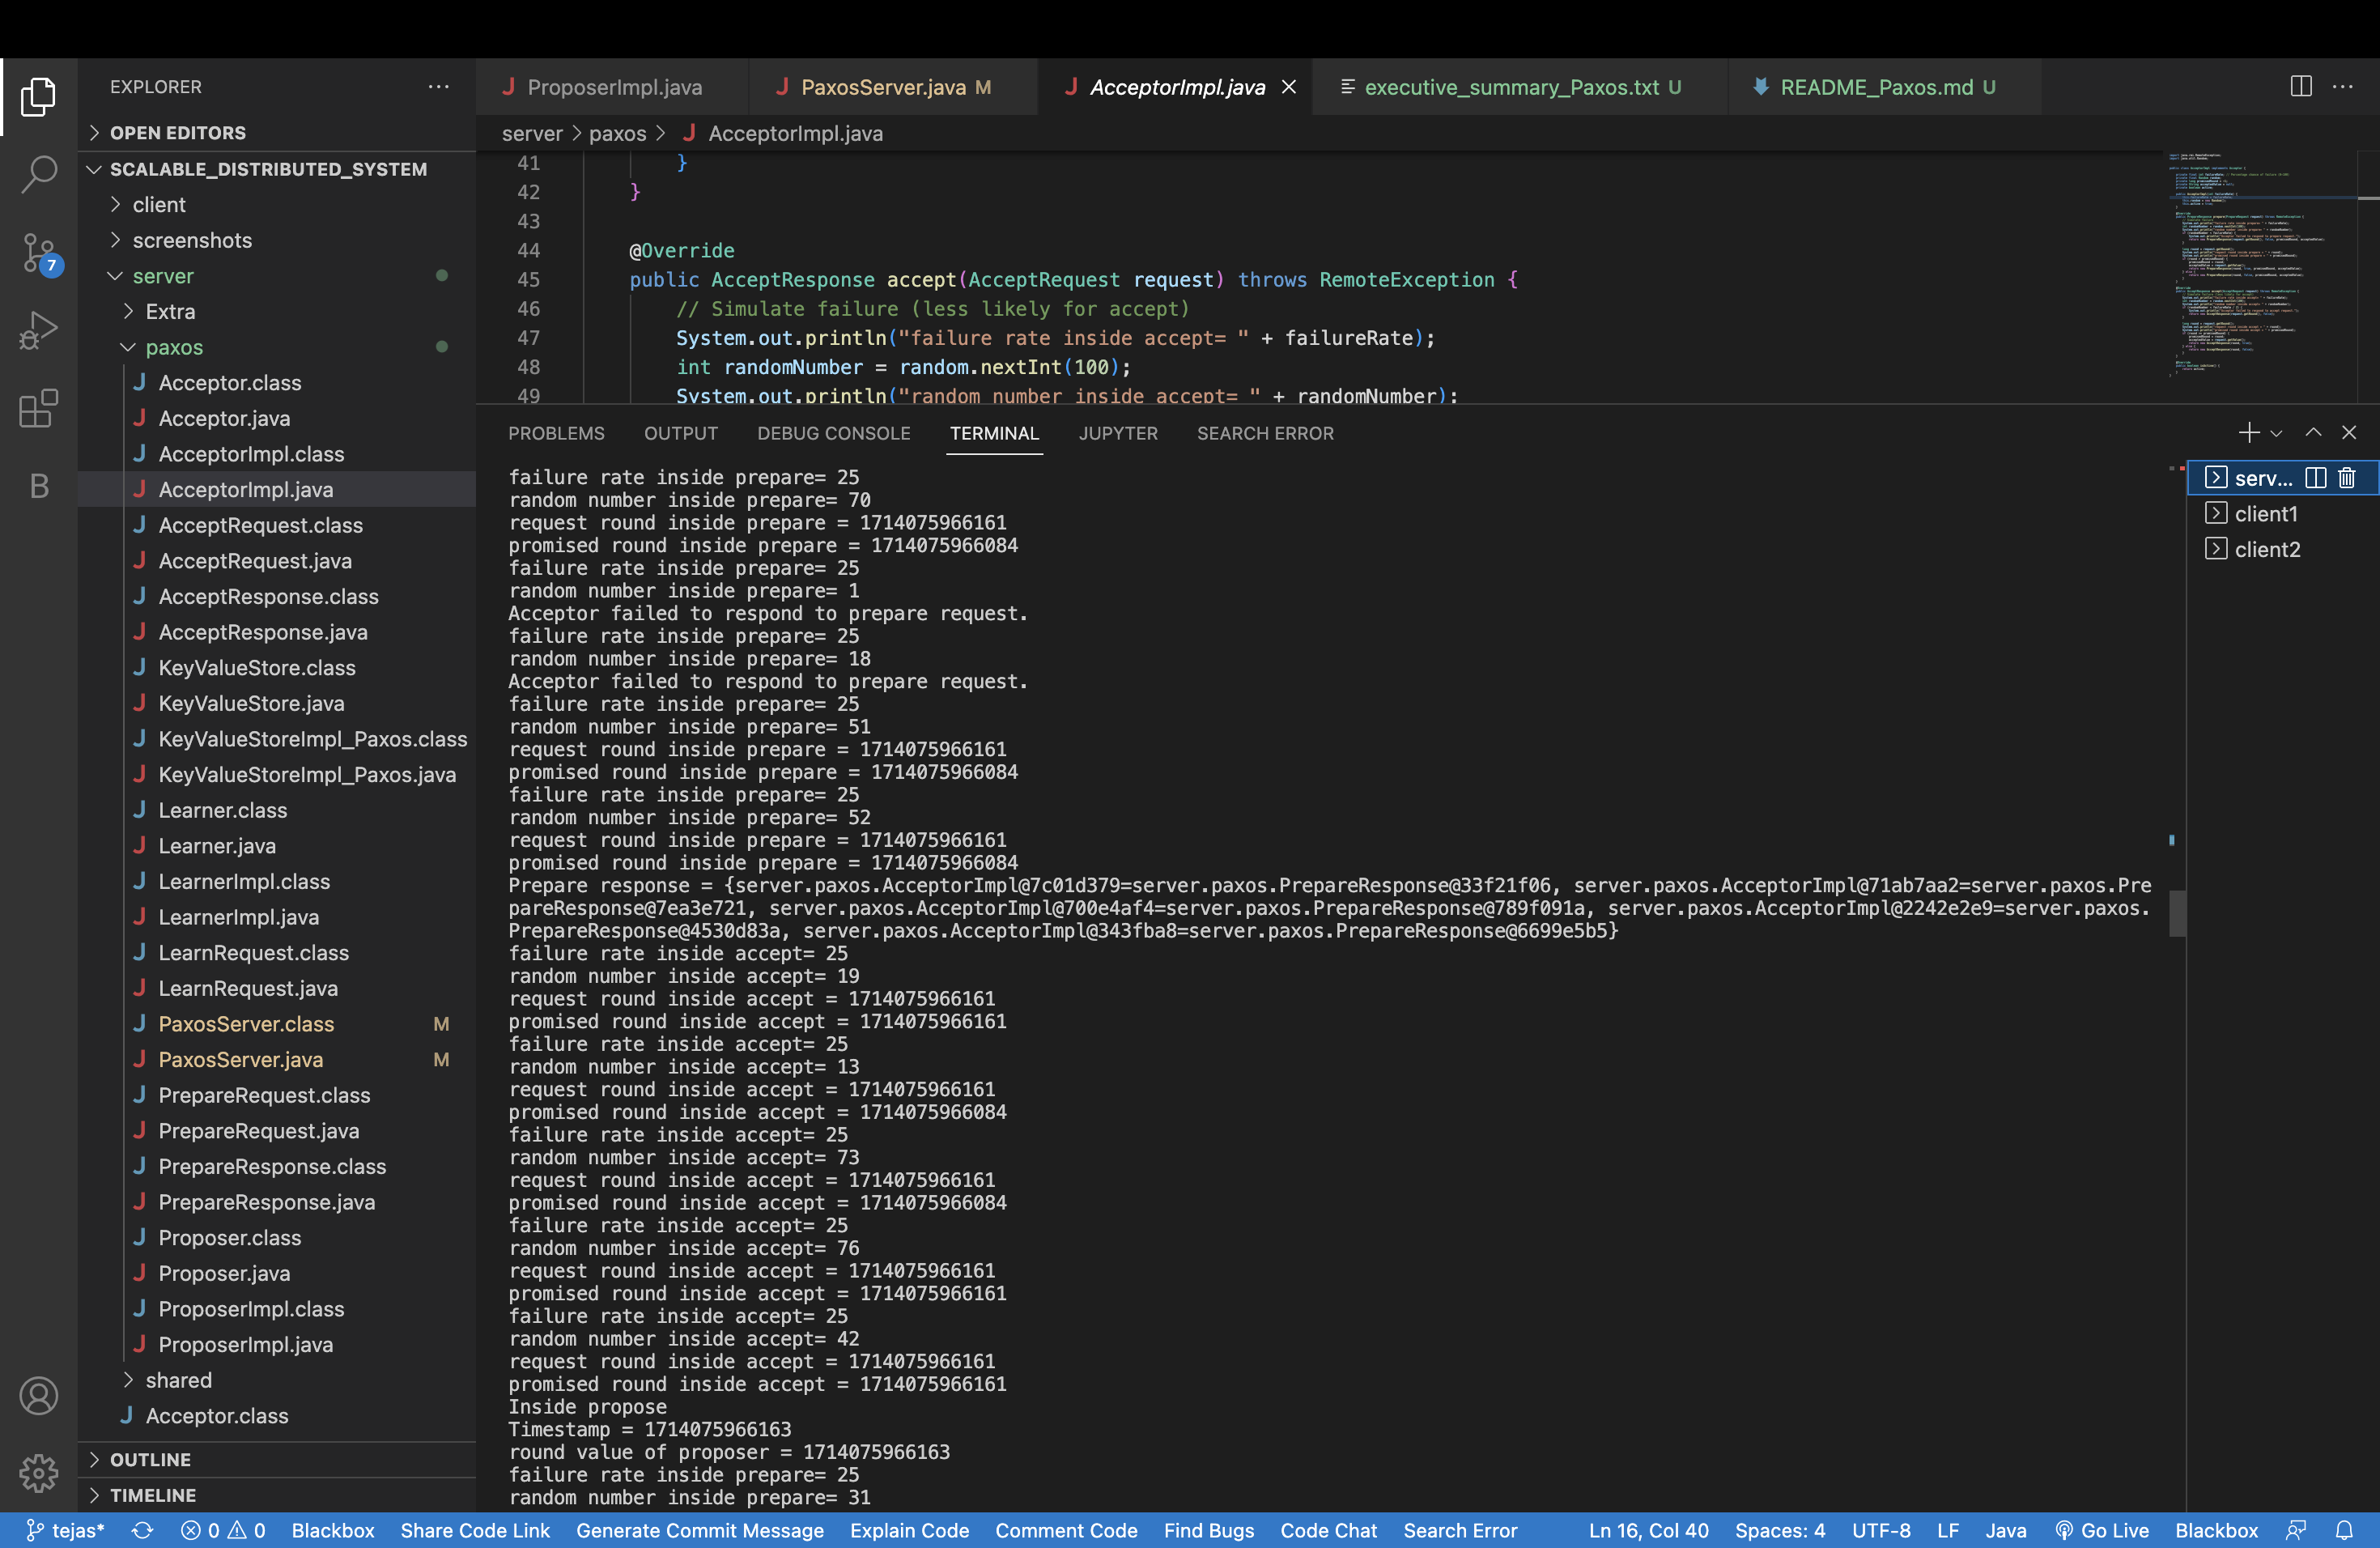 EXPLORER
OPEN EDITORS
SCALABLE_DISTRIBUTED_SYSTEM
client
screenshots
server
Extra
paxos
Acceptor.class
Acceptor.java
AcceptorImpl.class
AcceptorImpl.java
AcceptRequest.class
AcceptRequest.java
AcceptResponse.class
AcceptResponse.java
KeyValueStore.class
KeyValueStore.java
KeyValueStoreImpl_Paxos.class
KeyValueStoreImpl_Paxos.java
Learner.class
Learner.java
LearnerImpl.class
LearnerImpl.java
LearnRequest.class
LearnRequest.java
PaxosServer.class M
PaxosServer.java M
PrepareRequest.class
PrepareRequest.java
PrepareResponse.class
PrepareResponse.java
Proposer.class
Proposer.java
ProposerImpl.class
ProposerImpl.java
shared
Acceptor.class
OUTLINE
TIMELINE
7
B
ProposerImpl.java PaxosServer.java M AcceptorImpl.java executive_summary_Paxos.txt U README_Paxos.md U
server > paxos > AcceptorImpl.java
41 }
42 }
43
44 @Override
45 public AcceptResponse accept(AcceptRequest request) throws RemoteException {
46 // Simulate failure (less likely for accept)
47 System.out.println("failure rate inside accept= " + failureRate);
48 int randomNumber = random.nextInt(100);
49 System.out.println("random number inside accept= " + randomNumber);
PROBLEMS OUTPUT DEBUG CONSOLE TERMINAL JUPYTER SEARCH ERROR
failure rate inside prepare= 25
random number inside prepare= 70
request round inside prepare = 1714075966161
promised round inside prepare = 1714075966084
failure rate inside prepare= 25
random number inside prepare= 1
Acceptor failed to respond to prepare request.
failure rate inside prepare= 25
random number inside prepare= 18
Acceptor failed to respond to prepare request.
failure rate inside prepare= 25
random number inside prepare= 51
request round inside prepare = 1714075966161
promised round inside prepare = 1714075966084
failure rate inside prepare= 25
random number inside prepare= 52
request round inside prepare = 1714075966161
promised round inside prepare = 1714075966084
Prepare response = {server.paxos.AcceptorImpl@7c01d379=server.paxos.PrepareResponse@33f21f06, server.paxos.AcceptorImpl@71ab7aa2=server.paxos.Pre
pareResponse@7ea3e721, server.paxos.AcceptorImpl@700e4af4=server.paxos.PrepareResponse@789f091a, server.paxos.AcceptorImpl@2242e2e9=server.paxos.
PrepareResponse@4530d83a, server.paxos.AcceptorImpl@343fba8=server.paxos.PrepareResponse@6699e5b5}
failure rate inside accept= 25
random number inside accept= 19
request round inside accept = 1714075966161
promised round inside accept = 1714075966161
failure rate inside accept= 25
random number inside accept= 13
request round inside accept = 1714075966161
promised round inside accept = 1714075966084
failure rate inside accept= 25
random number inside accept= 73
request round inside accept = 1714075966161
promised round inside accept = 1714075966084
failure rate inside accept= 25
random number inside accept= 76
request round inside accept = 1714075966161
promised round inside accept = 1714075966161
failure rate inside accept= 25
random number inside accept= 42
request round inside accept = 1714075966161
promised round inside accept = 1714075966161
Inside propose
Timestamp = 1714075966163
round value of proposer = 1714075966163
failure rate inside prepare= 25
random number inside prepare= 31
serv...
client1
client2
tejas* 0 0 Blackbox Share Code Link Generate Commit Message Explain Code Comment Code Find Bugs Code Chat Search Error Ln 16, Col 40 Spaces: 4 UTF-8 LF Java Go Live Blackbox